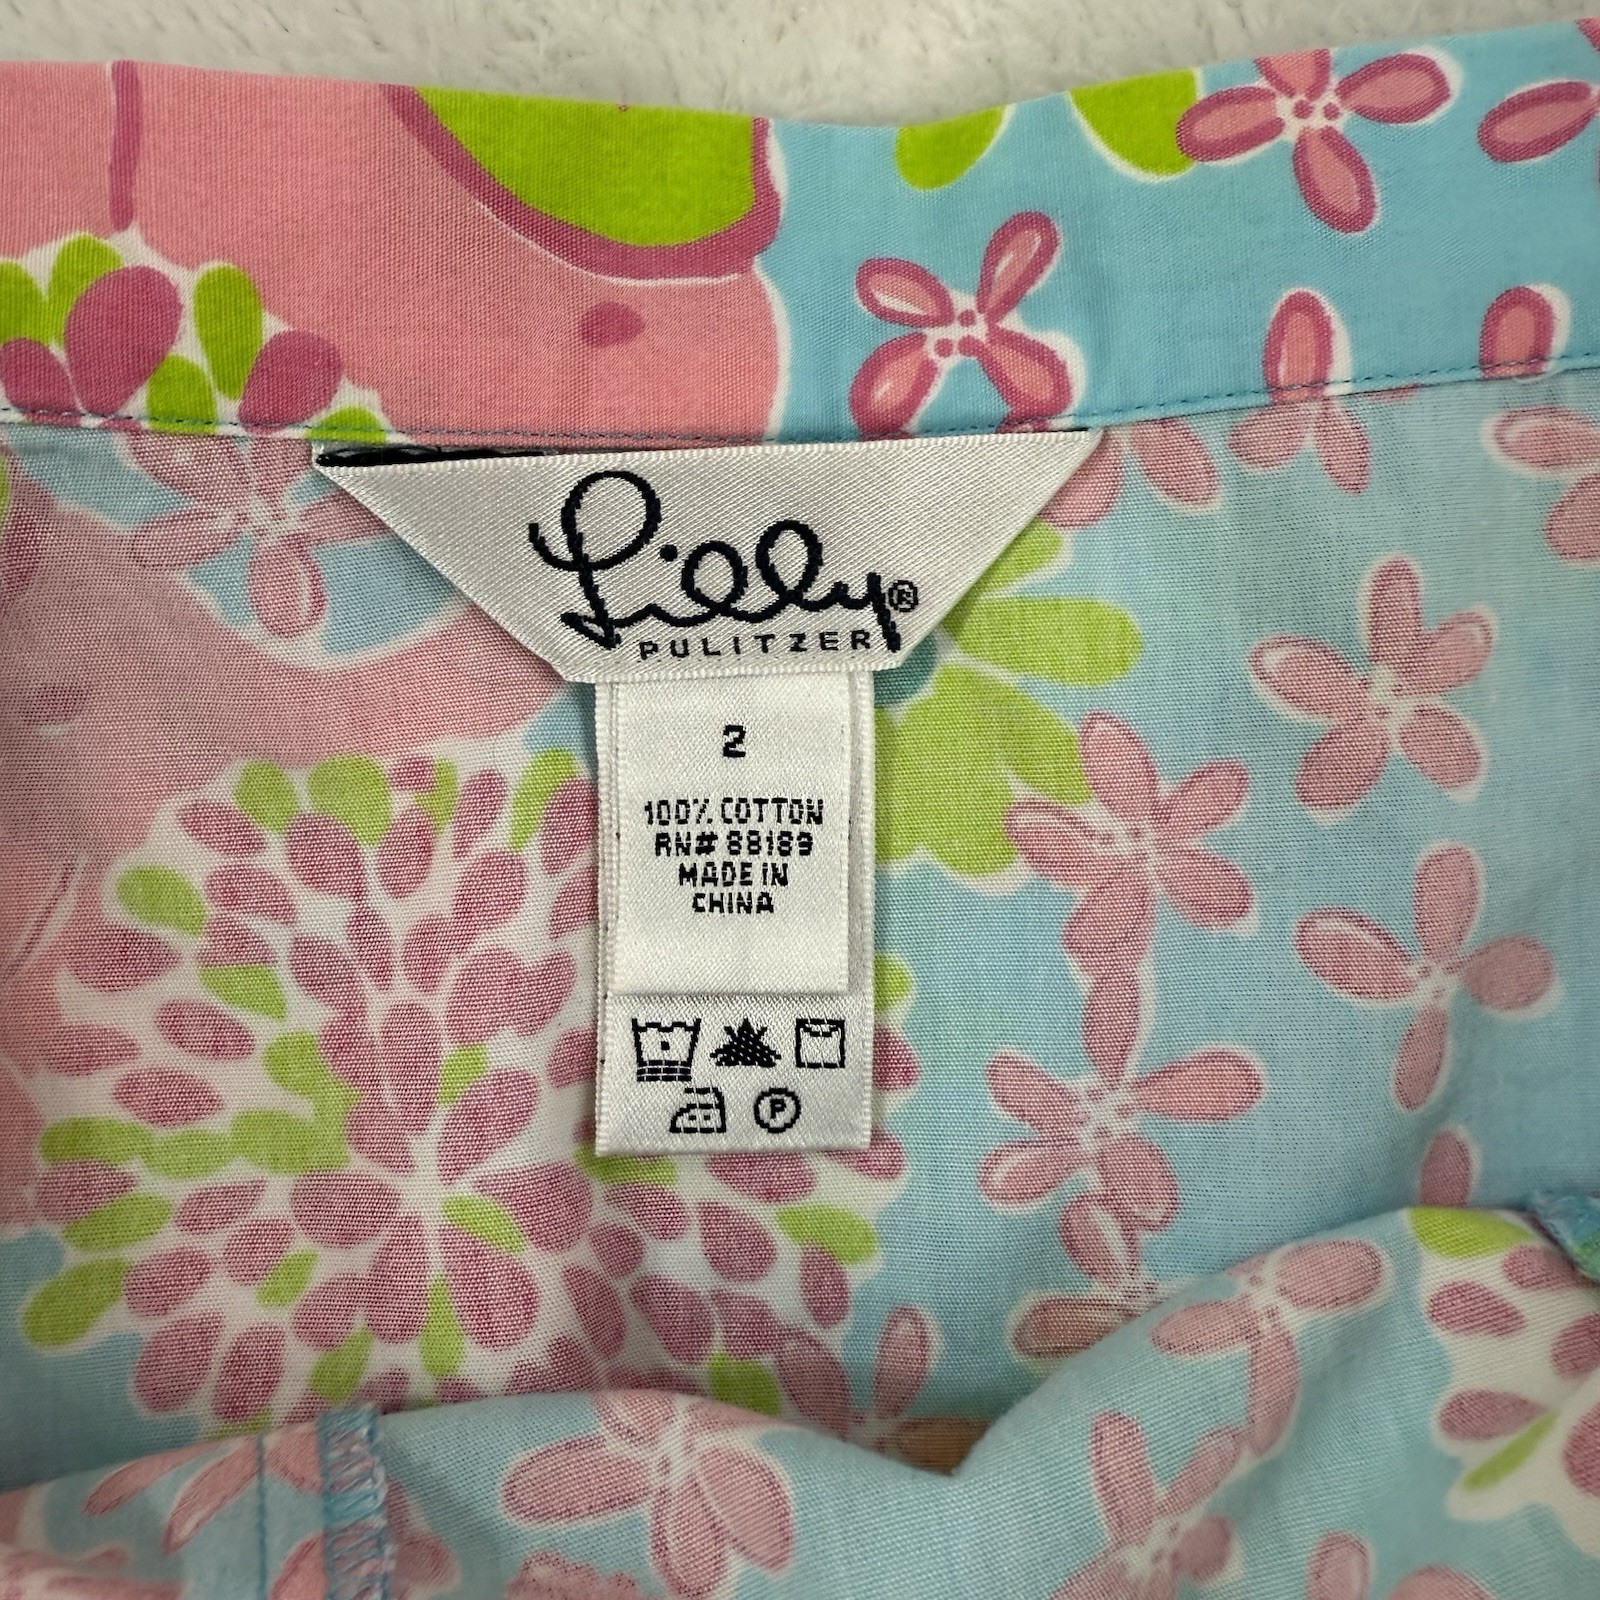 Lilly®
PULITZER
2
100% COTTON
RN# 88189
MADE IN
CHINA
P